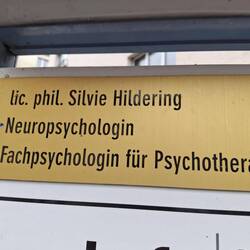 lic. phil. Silvie Hildering
Neuropsychologin
Fachpsychologin für Psychothera